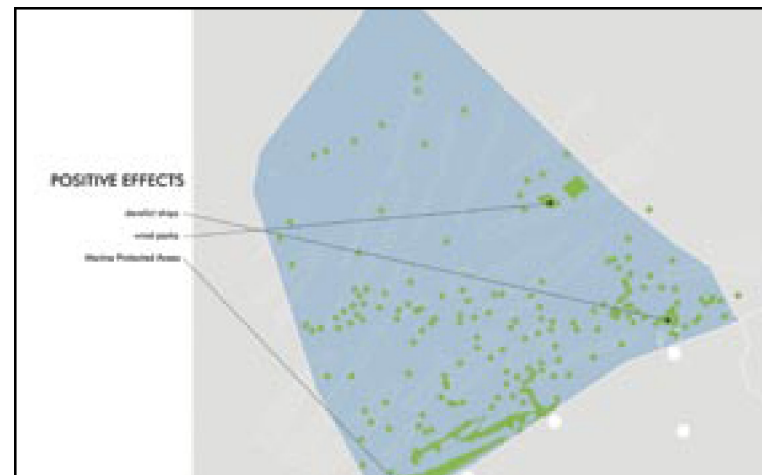 POSITIVE EFFECTS
derelict ships
wind parks
Marine Protected Areas